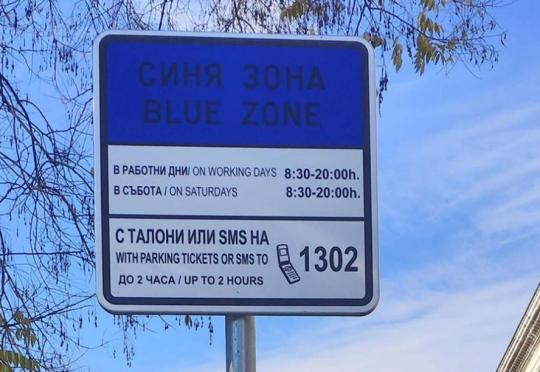 СИНЯ ЗОНА
BLUE ZONE
В РАБОТНИ ДНИ/ ON WORKING DAYS 8:30-20:00h.
В СЪБОТА / ON SATURDAYS 8:30-20:00h.
С ТАЛОНИ ИЛИ SMS НА
WITH PARKING TICKETS OR SMS TO 1302
ДО 2 ЧАСА / UP TO 2 HOURS